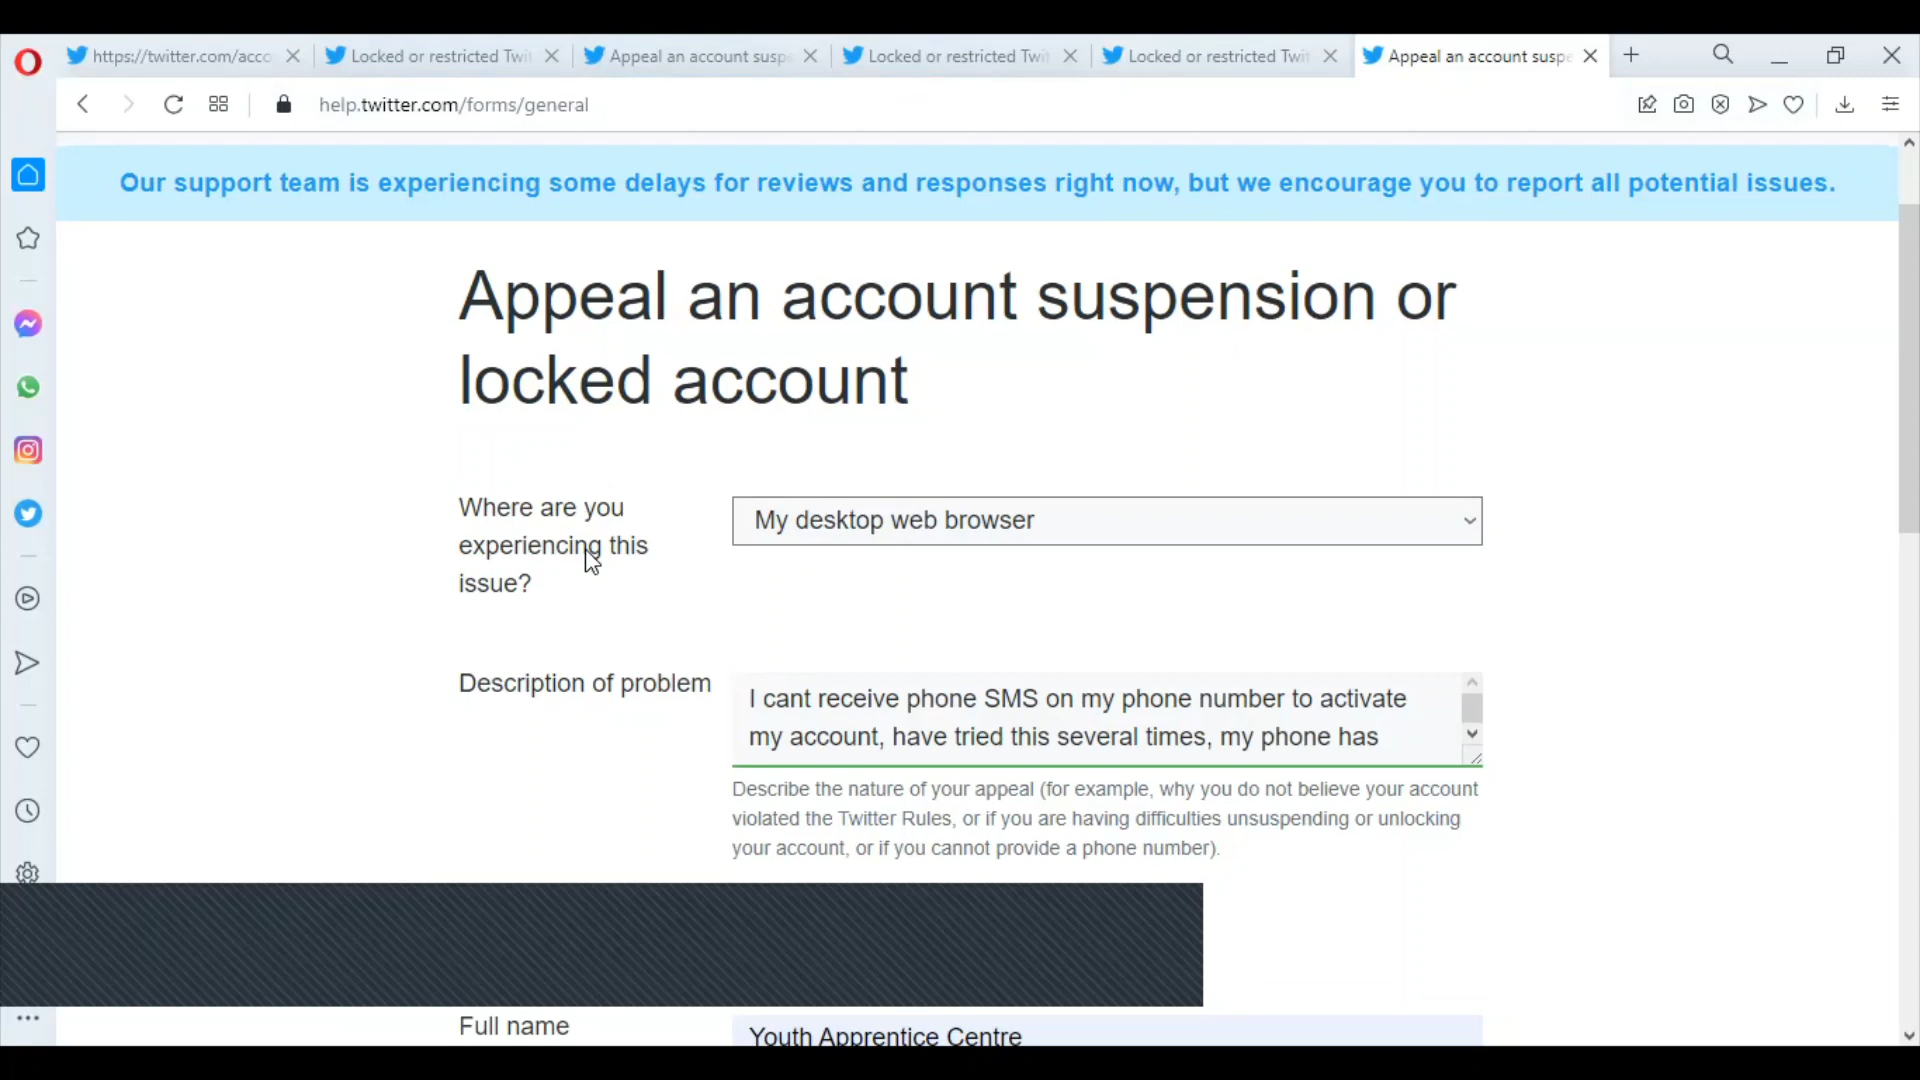 https://twitter.com/acco
Locked or restricted Twi
Appeal an account susp
Locked or restricted Twi
Locked or restricted Twit
Appeal an account suspe
help.twitter.com/forms/general
Our support team is experiencing some delays for reviews and responses right now, but we encourage you to report all potential issues.
Appeal an account suspension or
locked account
Where are you
experiencing this
issue?
My desktop web browser
Description of problem
I cant receive phone SMS on my phone number to activate
my account, have tried this several times, my phone has
Describe the nature of your appeal (for example, why you do not believe your account
violated the Twitter Rules, or if you are having difficulties unsuspending or unlocking
your account, or if you cannot provide a phone number).
Full name
Youth Apprentice Centre